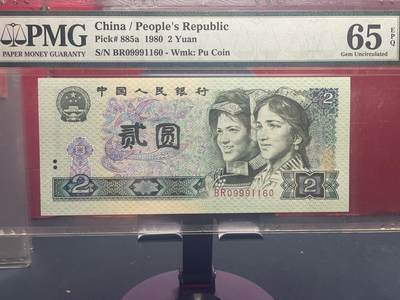 PMG
PAPER MONEY GUARANTY
China / People's Republic
Pick# 885a 1980 2 Yuan
S/N BR09991160 - Wmk: Pu Coin
65 EPQ
Gem Uncirculated
中国人民银行
2
贰圆
2
2
BR09991160